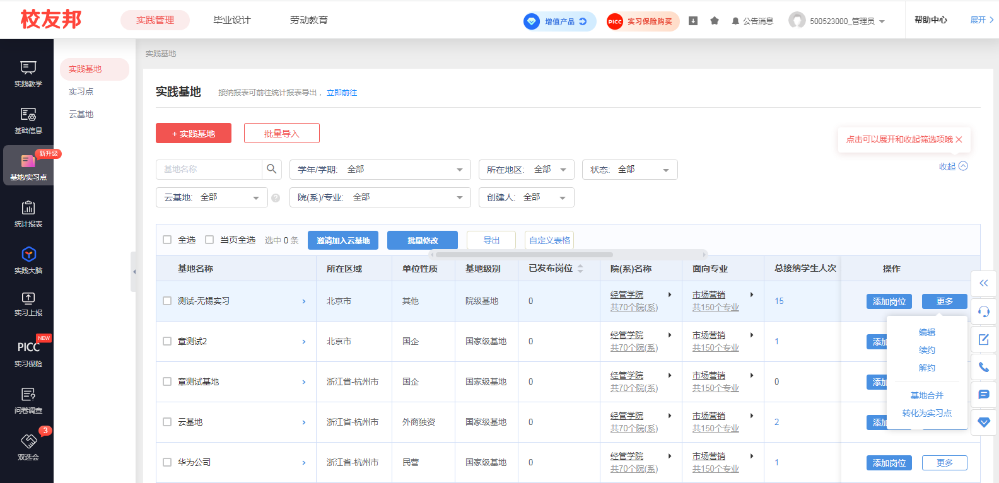 校友邦
实践管理 毕业设计 劳动教育
增值产品 PICC 实习保险购买 公告消息 500523000_管理员 帮助中心 展开
实践教学
基础信息
新升级
基地/实习点
统计报表
实践大脑
实习上报
NEW
PICC
实习保险
问卷调查
3
双选会
实践基地
实习点
云基地
实践基地
实践基地 接纳报表可前往统计报表导出， 立即前往
+ 实践基地 批量导入
点击可以展开和收起筛选项哦 ×
收起
基地名称 学年/学期: 全部 所在地区: 全部 状态: 全部
云基地: 全部 ? 院(系)/专业: 全部 创建人: 全部
全选 当页全选 选中 0 条 邀请加入云基地 批量修改 导出 自定义表格
基地名称 所在区域 单位性质 基地级别 已发布岗位 院(系)名称 面向专业 总接纳学生人次 操作
测试-无锡实习 北京市 其他 院级基地 0 经管学院 市场营销 15 添加岗位 更多
共70个院(系) 共150个专业
章测试2 北京市 国企 国家级基地 0 经管学院 市场营销 1 添加
共70个院(系) 共150个专业
章测试基地 浙江省-杭州市 国企 国家级基地 0 经管学院 市场营销 0 添加
共70个院(系) 共150个专业
云基地 浙江省-杭州市 外商独资 国家级基地 0 经管学院 市场营销 2 添加
共70个院(系) 共150个专业
华为公司 浙江省-杭州市 民营 国家级基地 0 经管学院 市场营销 1 添加岗位 更多
共70个院(系) 共150个专业
编辑
续约
解约
基地合并
转化为实习点